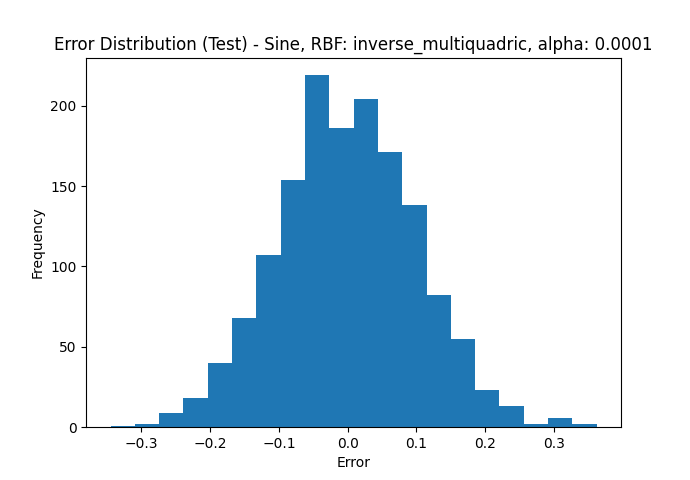 Error Distribution (Test) - Sine, RBF: inverse_multiquadric, alpha: 0.0001
200
150
100
50
0
Frequency
−0.3 −0.2 −0.1 0.0 0.1 0.2 0.3
Error